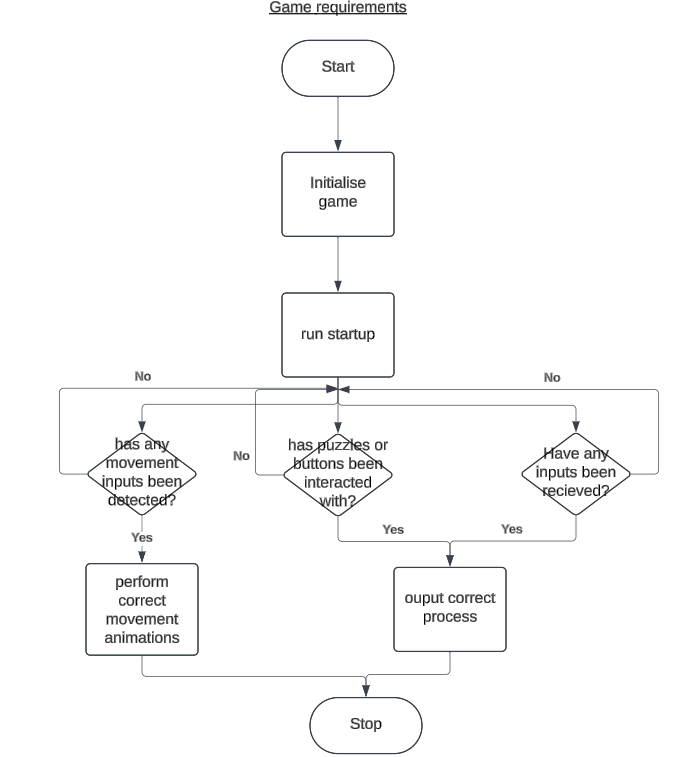 Game requirements
Start
Initialise
game
run startup
No
No
has any
movement
inputs been
detected?
No
has puzzles or
buttons been
interacted
with?
Have any
inputs been
recieved?
Yes
Yes
Yes
perform
correct
movement
animations
ouput correct
process
Stop